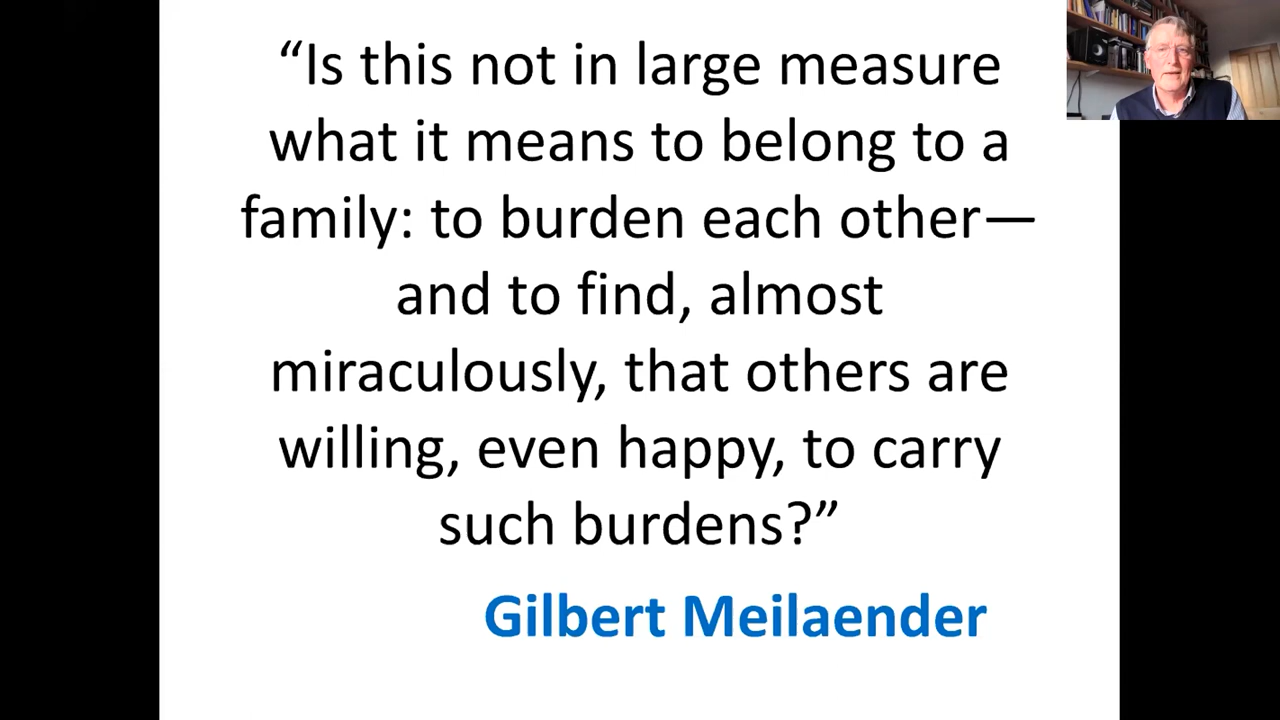 “Is this not in large measure
what it means to belong to a
family: to burden each other—
and to find, almost
miraculously, that others are
willing, even happy, to carry
such burdens?”
Gilbert Meilaender